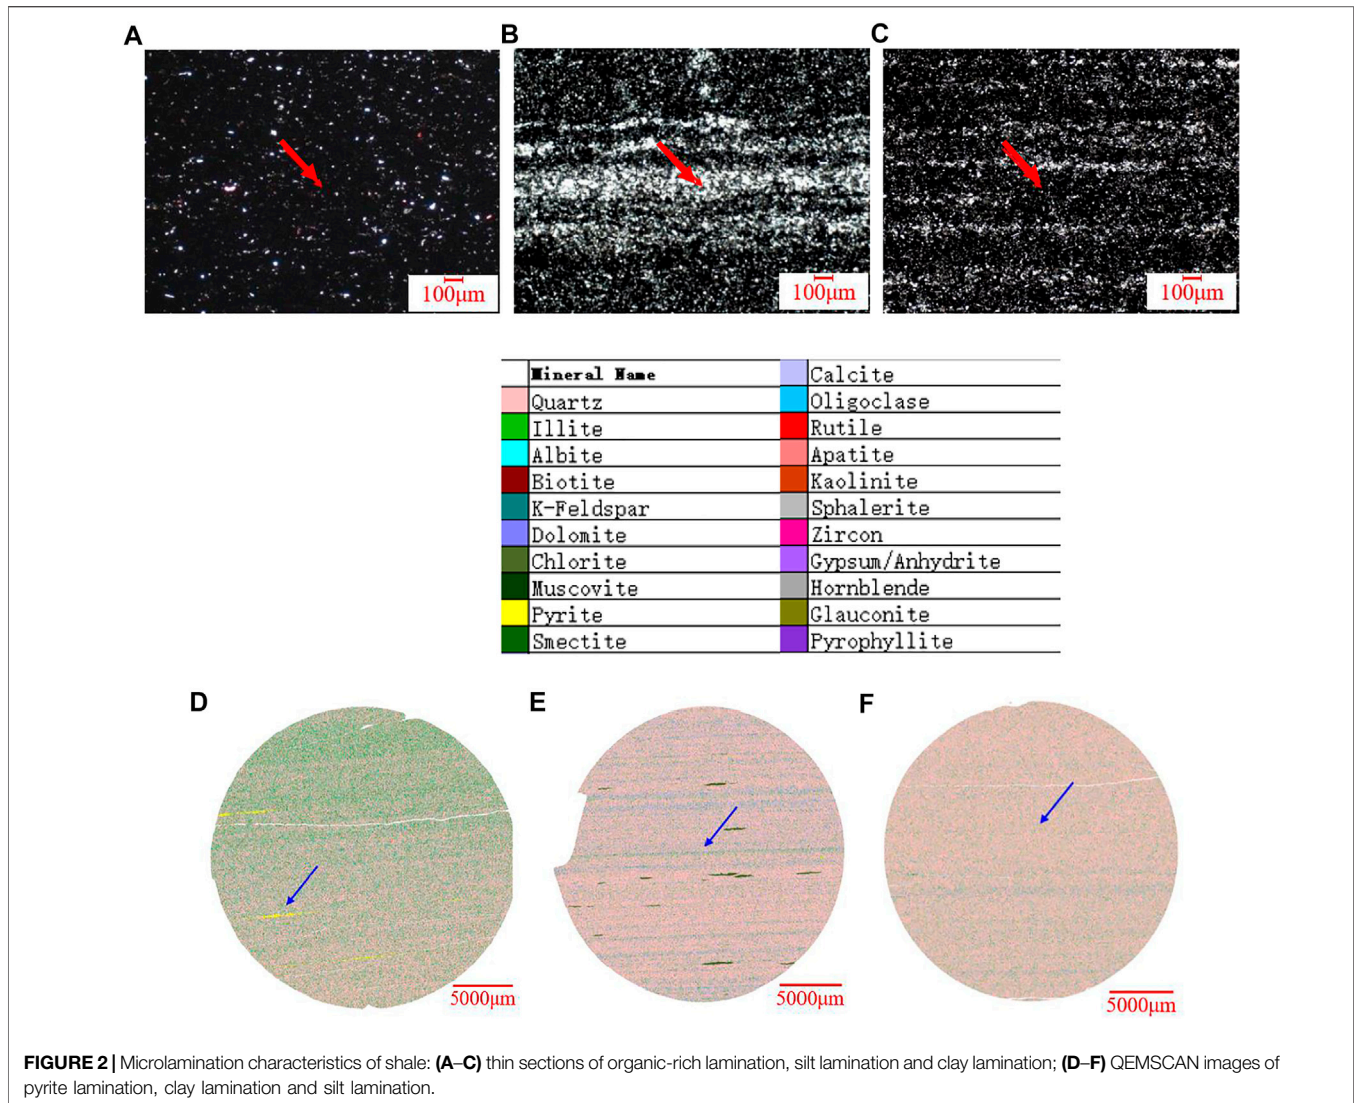 A
B
C
100μm
100μm
100μm
Mineral Name
Calcite
Quartz
Oligoclase
Illite
Rutile
Albite
Apatite
Biotite
Kaolinite
K-Feldspar
Sphalerite
Dolomite
Zircon
Chlorite
Gypsum/Anhydrite
Muscovite
Hornblende
Pyrite
Glauconite
Smectite
Pyrophyllite
D
E
F
5000μm
5000μm
5000μm
FIGURE 2 | Microlamination characteristics of shale: (A–C) thin sections of organic-rich lamination, silt lamination and clay lamination; (D–F) QEMSCAN images of
pyrite lamination, clay lamination and silt lamination.